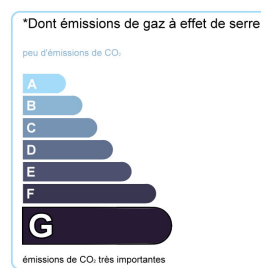 *Dont émissions de gaz à effet de serre
peu d'émissions de CO₂
A
B
C
D
E
F
G
émissions de CO₂ très importantes